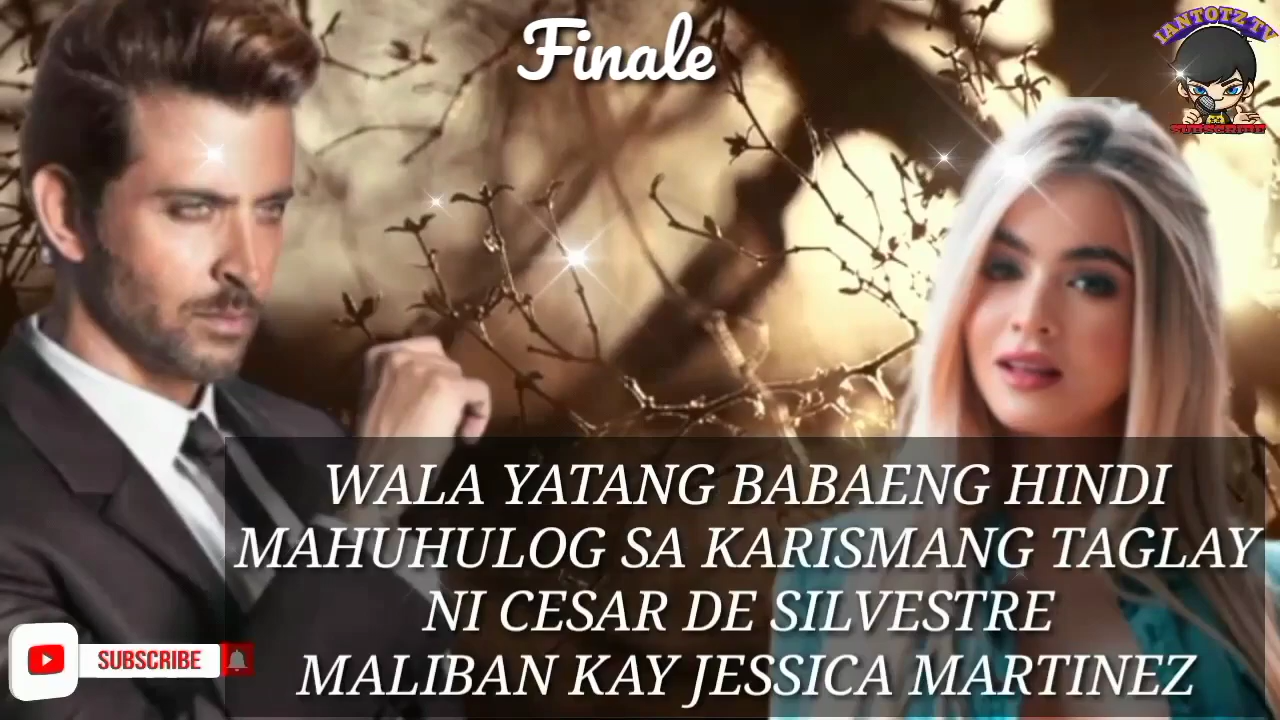 Finale
IANTOTZ TV
SUBSCRIBE
WALA YATANG BABAENG HINDI
MAHUHULOG SA KARISMANG TAGLAY
NI CESAR DE SILVESTRE
MALIBAN KAY JESSICA MARTINEZ
SUBSCRIBE